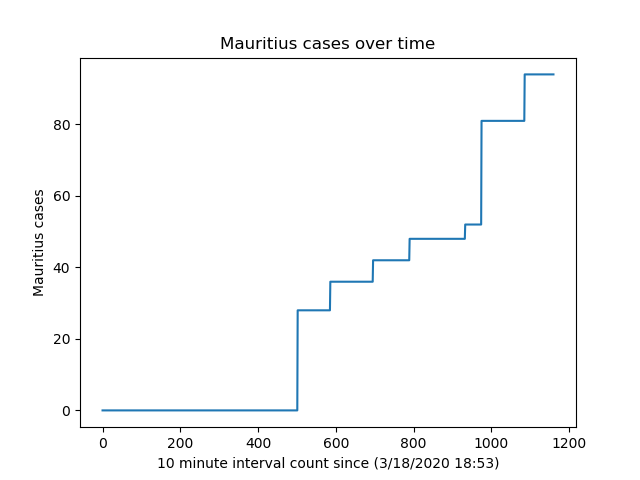 Mauritius cases over time
80
60
40
20
0
Mauritius cases
0 200 400 600 800 1000 1200
10 minute interval count since (3/18/2020 18:53)